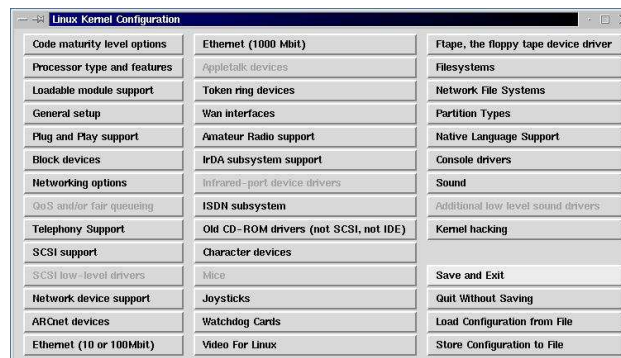 Linux Kernel Configuration
Code maturity level options
Processor type and features
Loadable module support
General setup
Plug and Play support
Block devices
Networking options
QoS and/or fair queueing
Telephony Support
SCSI support
SCSI low-level drivers
Network device support
ARCnet devices
Ethernet (10 or 100Mbit)
Ethernet (1000 Mbit)
Appletalk devices
Token ring devices
Wan interfaces
Amateur Radio support
IrDA subsystem support
Infrared-port device drivers
ISDN subsystem
Old CD-ROM drivers (not SCSI, not IDE)
Character devices
Mice
Joysticks
Watchdog Cards
Video For Linux
Ftape, the floppy tape device driver
Filesystems
Network File Systems
Partition Types
Native Language Support
Console drivers
Sound
Additional low level sound drivers
Kernel hacking
Save and Exit
Quit Without Saving
Load Configuration from File
Store Configuration to File